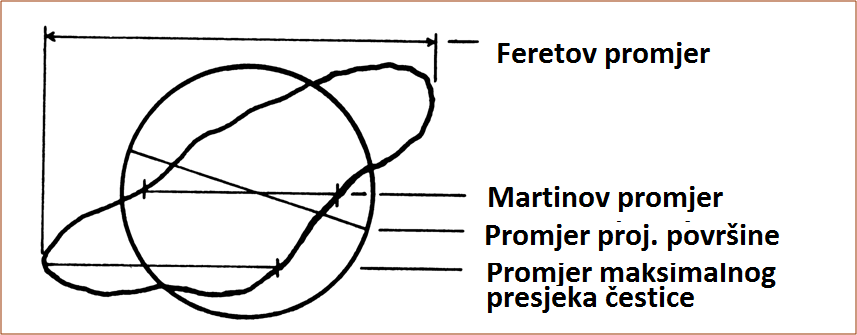 Feretov promjer
Martinov promjer
Promjer proj. površine
Promjer maksimalnog
presjeka čestice